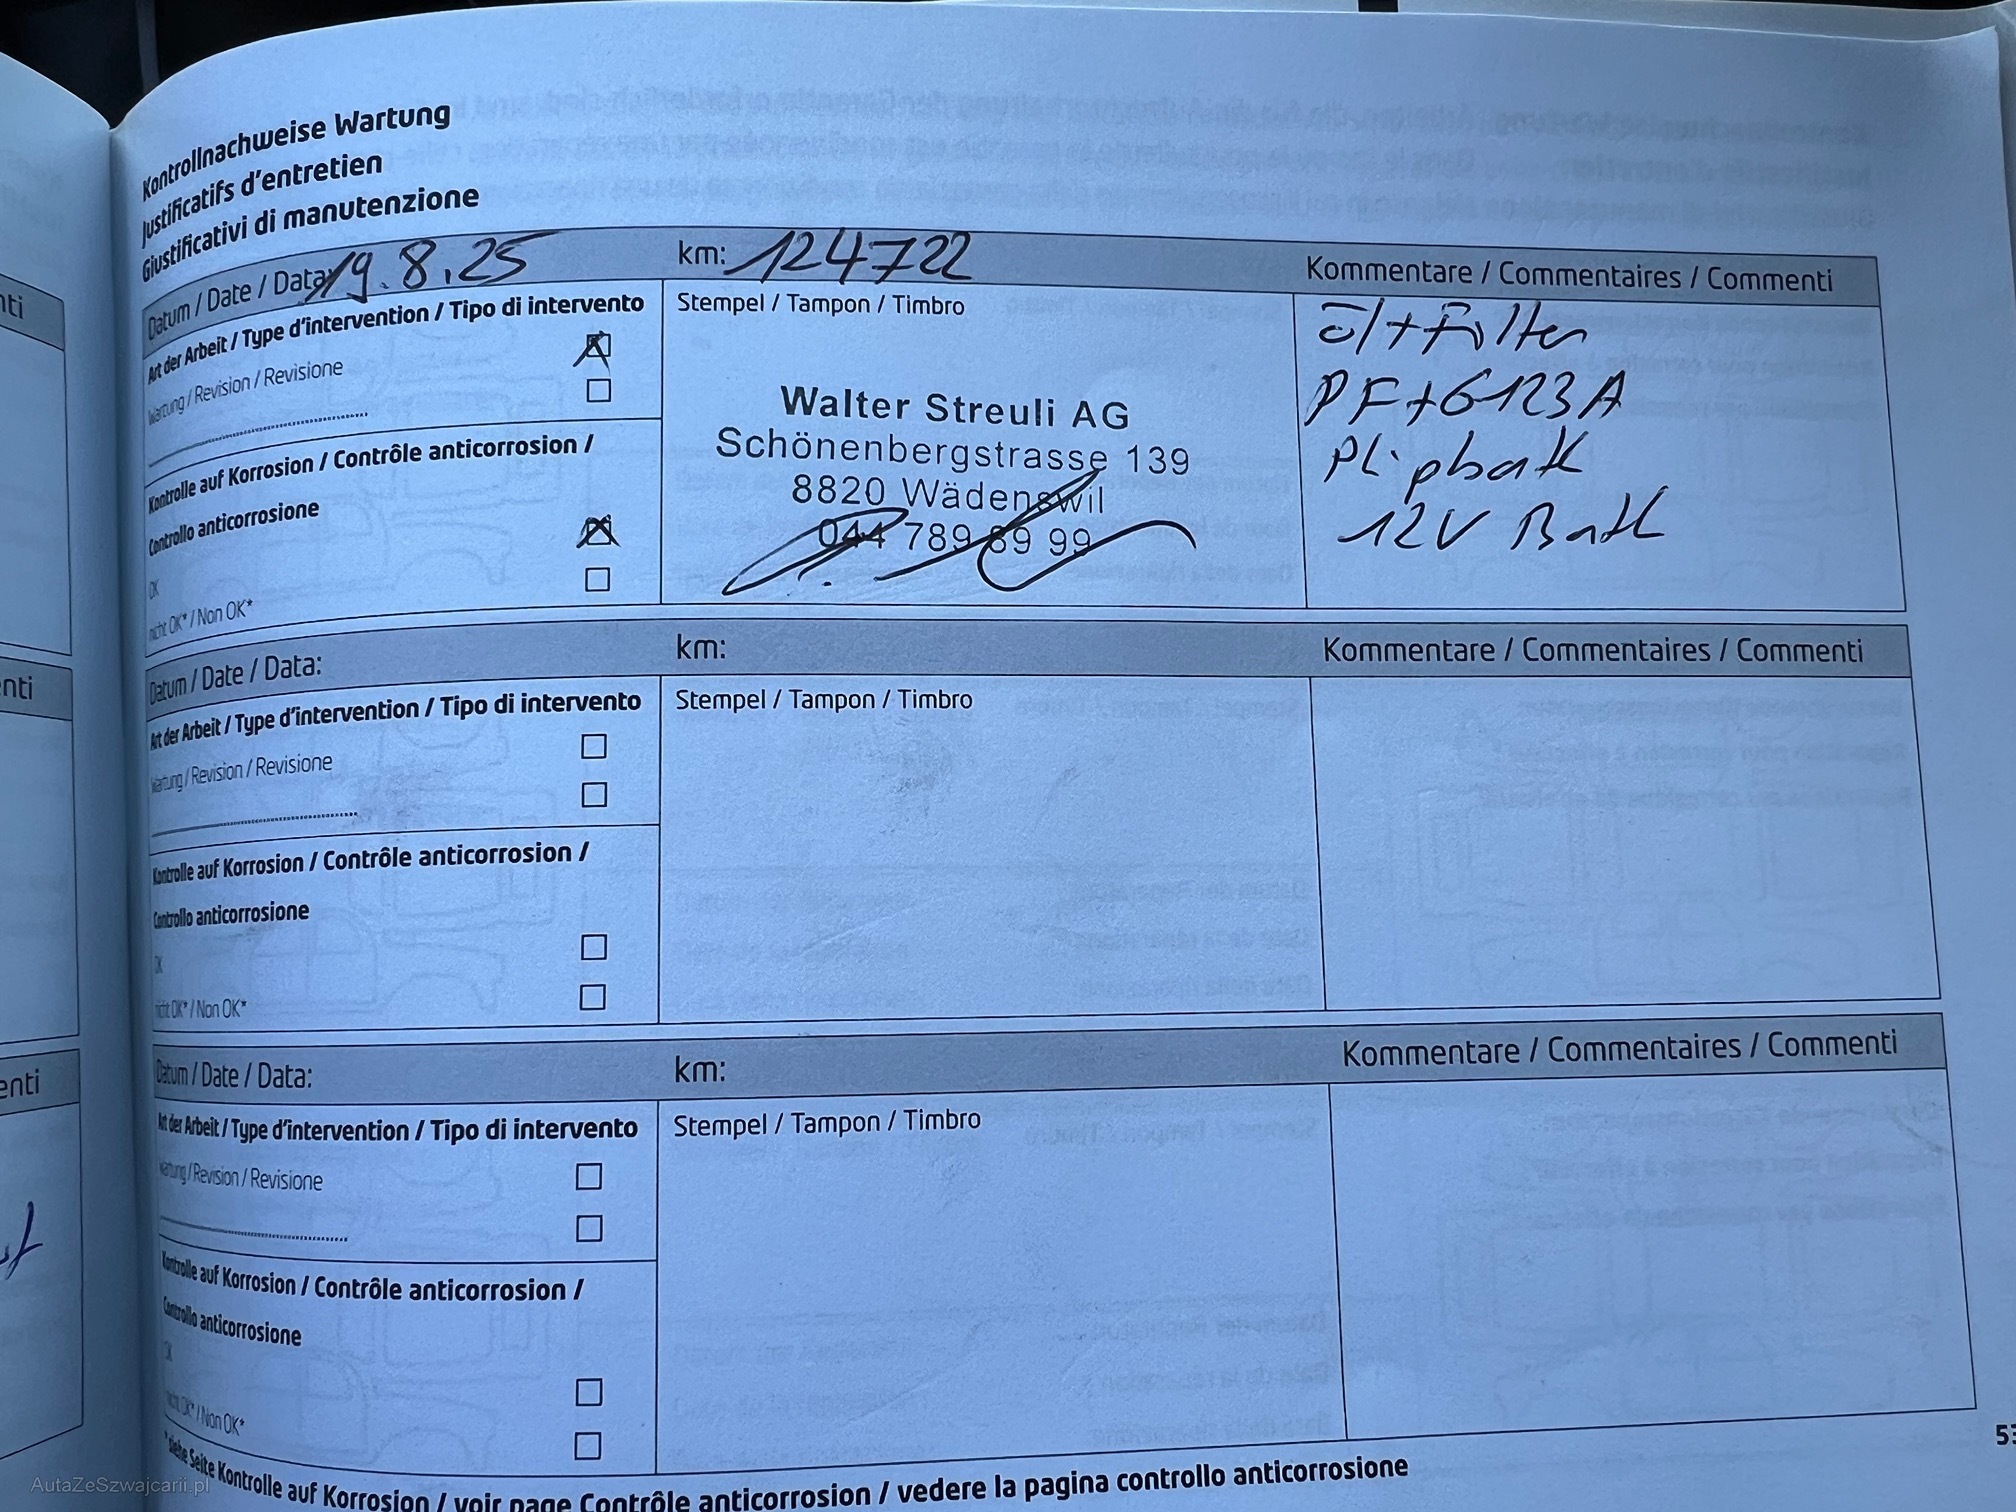 Kontrollnachweise Wartung
Justificatifs d'entretien
Giustificativi di manutenzione
Datum / Date / Data: 19.8.25
km: 124722
Kommentare / Commentaires / Commenti
Art der Arbeit / Type d'intervention / Tipo di intervento
Wartung / Revision / Revisione
Kontrolle auf Korrosion / Contrôle anticorrosion /
Controllo anticorrosione
OK
nicht OK* / Non OK*
Stempel / Tampon / Timbro
Walter Streuli AG
Schönenbergstrasse 139
8820 Wädenswil
044 789 89 99
Öl+Filter
PF+G123A
Plipbatt
12V Batt
Datum / Date / Data:
km:
Kommentare / Commentaires / Commenti
Art der Arbeit / Type d'intervention / Tipo di intervento
Wartung / Revision / Revisione
Kontrolle auf Korrosion / Contrôle anticorrosion /
Controllo anticorrosione
OK
nicht OK* / Non OK*
Stempel / Tampon / Timbro
Datum / Date / Data:
km:
Kommentare / Commentaires / Commenti
Art der Arbeit / Type d'intervention / Tipo di intervento
Wartung / Revision / Revisione
Kontrolle auf Korrosion / Contrôle anticorrosion /
Controllo anticorrosione
OK
nicht OK* / Non OK*
Stempel / Tampon / Timbro
* siehe Seite Kontrolle auf Korrosion / voir page Contrôle anticorrosion / vedere la pagina controllo anticorrosione
53
AutaZeSzwajcarii.pl